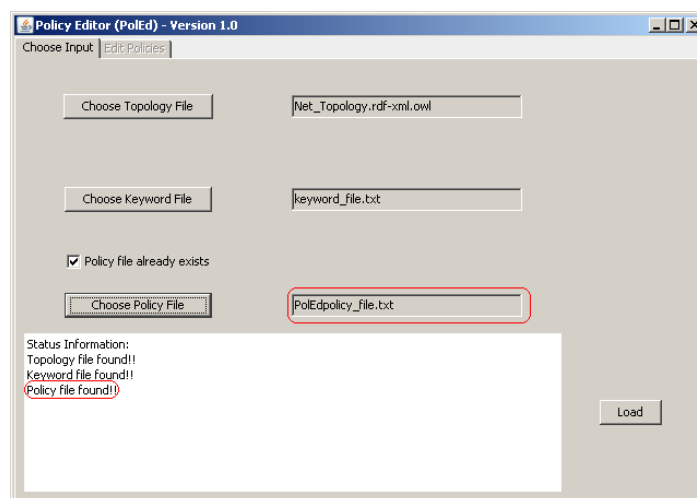 Policy Editor (PolEd) - Version 1.0
Choose Input Edit Policies
Choose Topology File Net_Topology.rdf-xml.owl
Choose Keyword File keyword_file.txt
Policy file already exists
Choose Policy File PolEdpolicy_file.txt
Status Information:
Topology file found!!
Keyword file found!!
Policy file found!!
Load